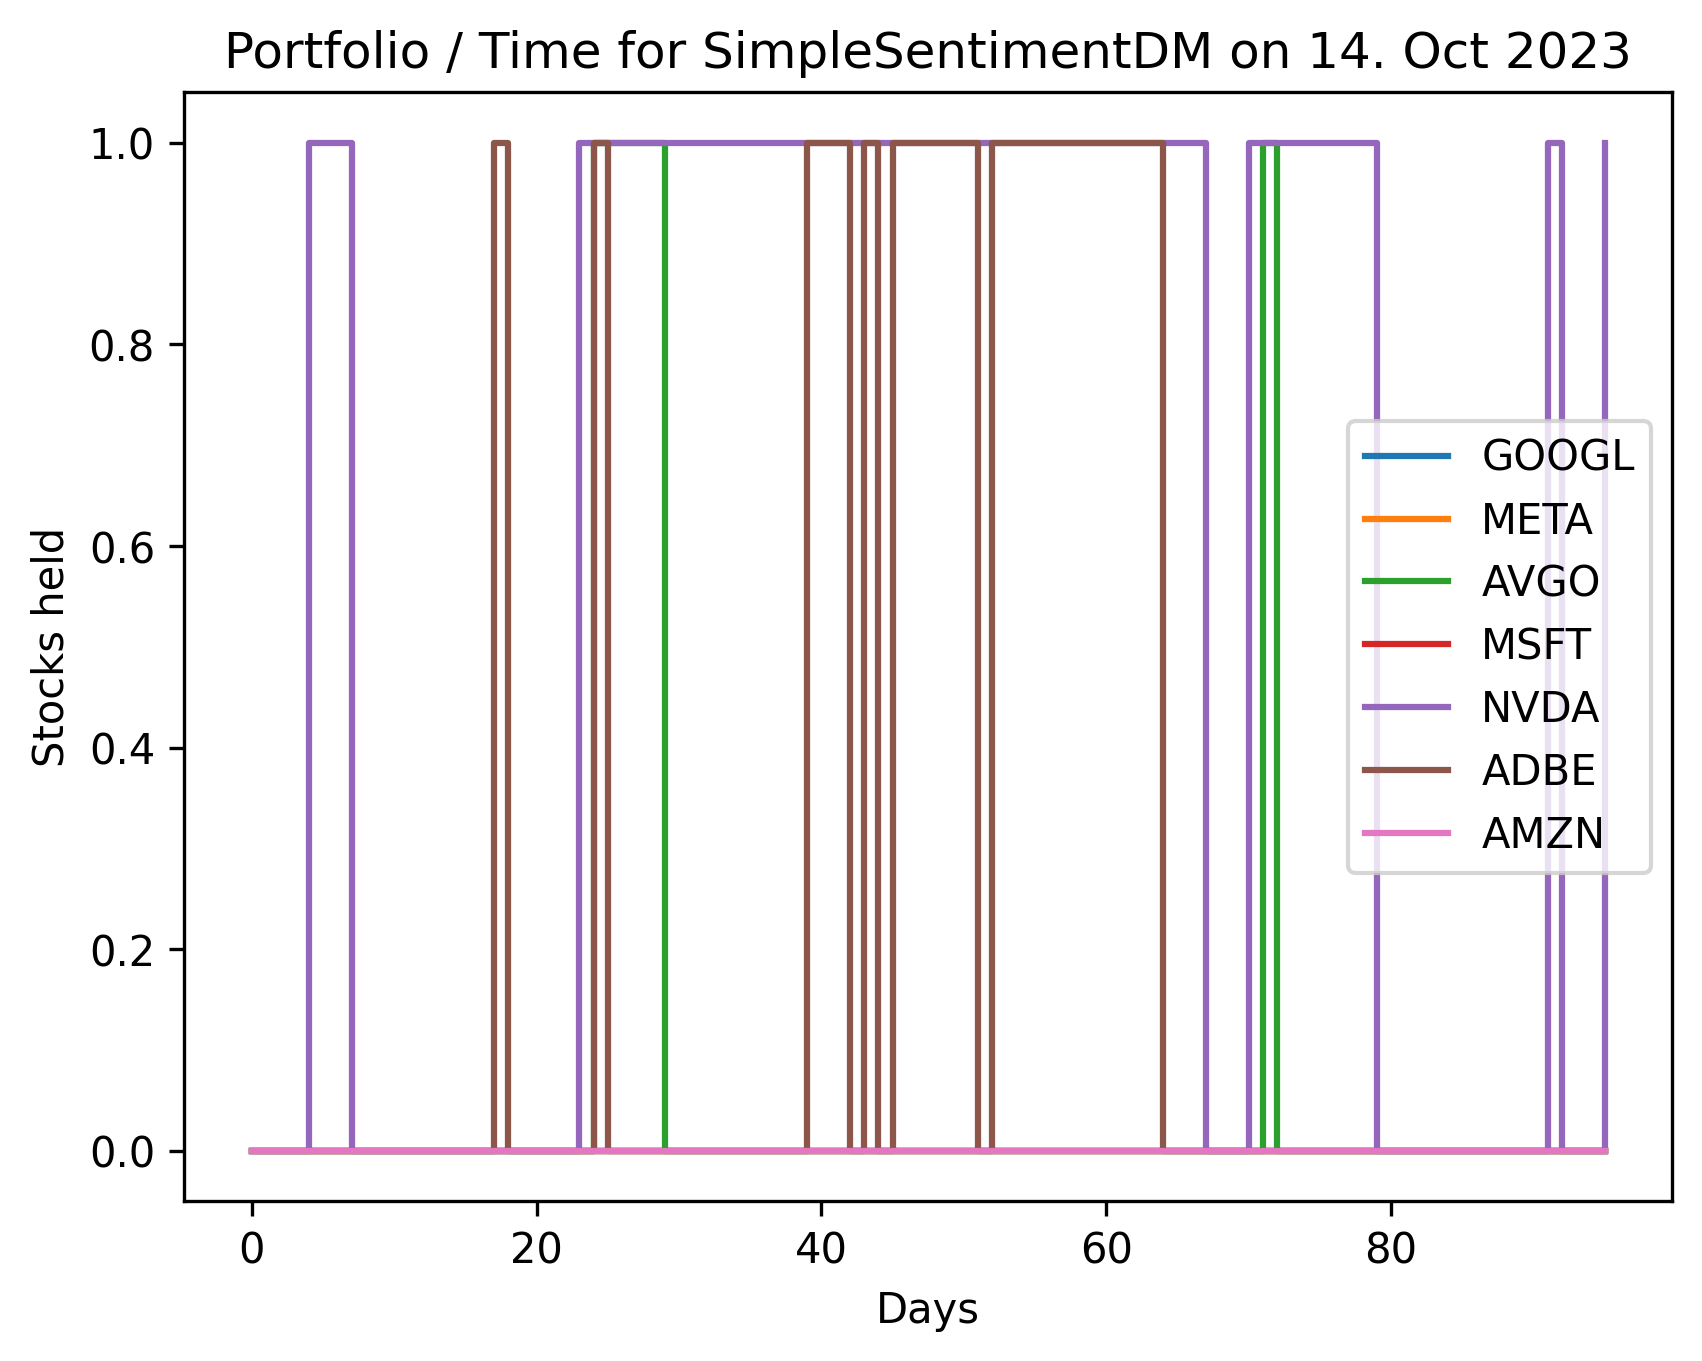 Portfolio / Time for SimpleSentimentDM on 14. Oct 2023
1.0
0.8
0.6
0.4
0.2
0.0
Stocks held
GOOGL
META
AVGO
MSFT
NVDA
ADBE
AMZN
0 20 40 60 80
Days